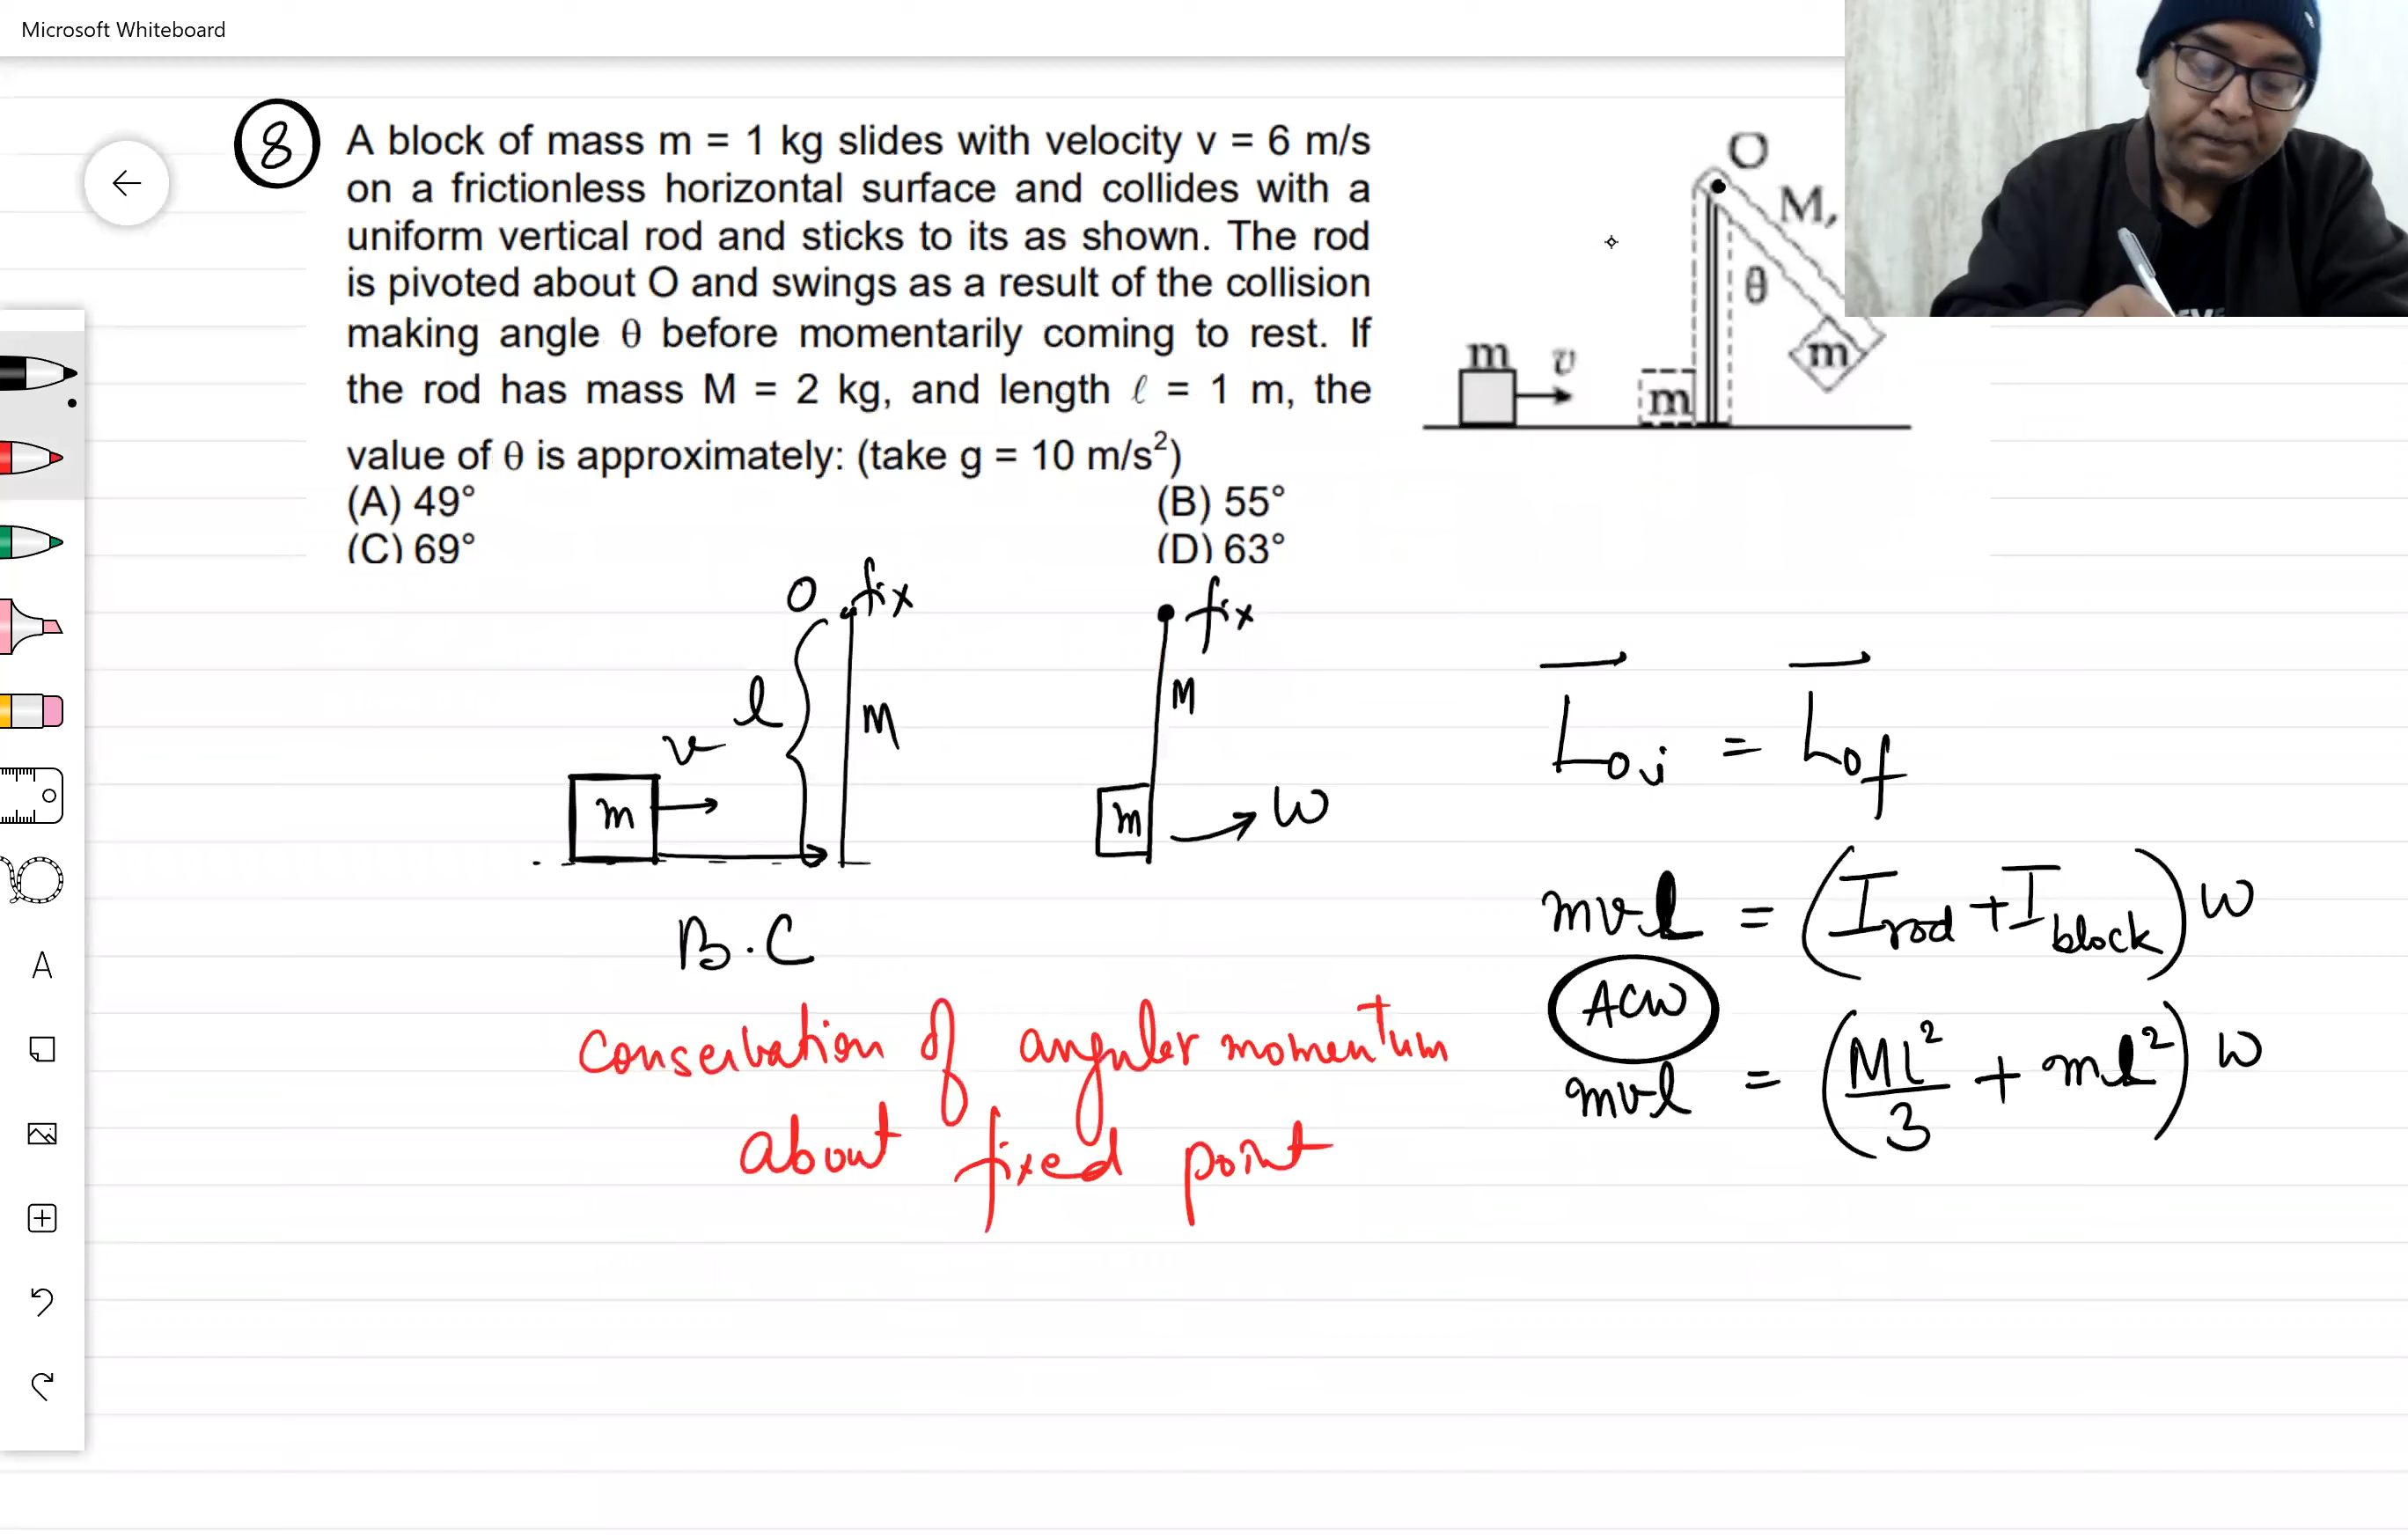 Microsoft Whiteboard
8
A block of mass m = 1 kg slides with velocity v = 6 m/s
on a frictionless horizontal surface and collides with a
uniform vertical rod and sticks to its as shown. The rod
is pivoted about O and swings as a result of the collision
making angle θ before momentarily coming to rest. If
the rod has mass M = 2 kg, and length ℓ = 1 m, the
value of θ is approximately: (take g = 10 m/s²)
(A) 49° (B) 55°
(C) 69° (D) 63°
O
M,
θ
m v
m
m
O fix
l
M
v
m
B.C
fix
M
m
ω
L⃗oi = L⃗of
mvl = (I rod + I block) ω
ACW
mvl = (Ml²/3 + ml²) ω
conservation of angular momentum
about fixed point
A